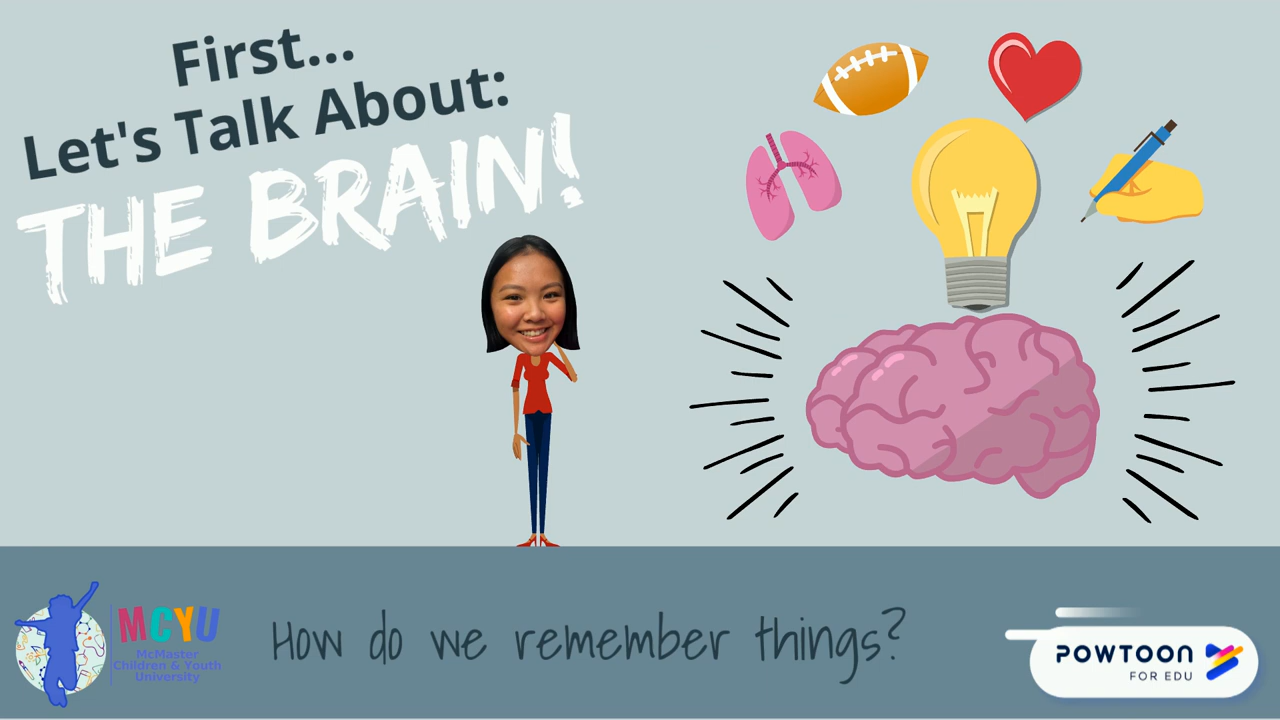 First...
Let's Talk About:
THE BRAIN!
MCYU
McMaster
Children & Youth
University
How do we remember things?
POWTOON
FOR EDU